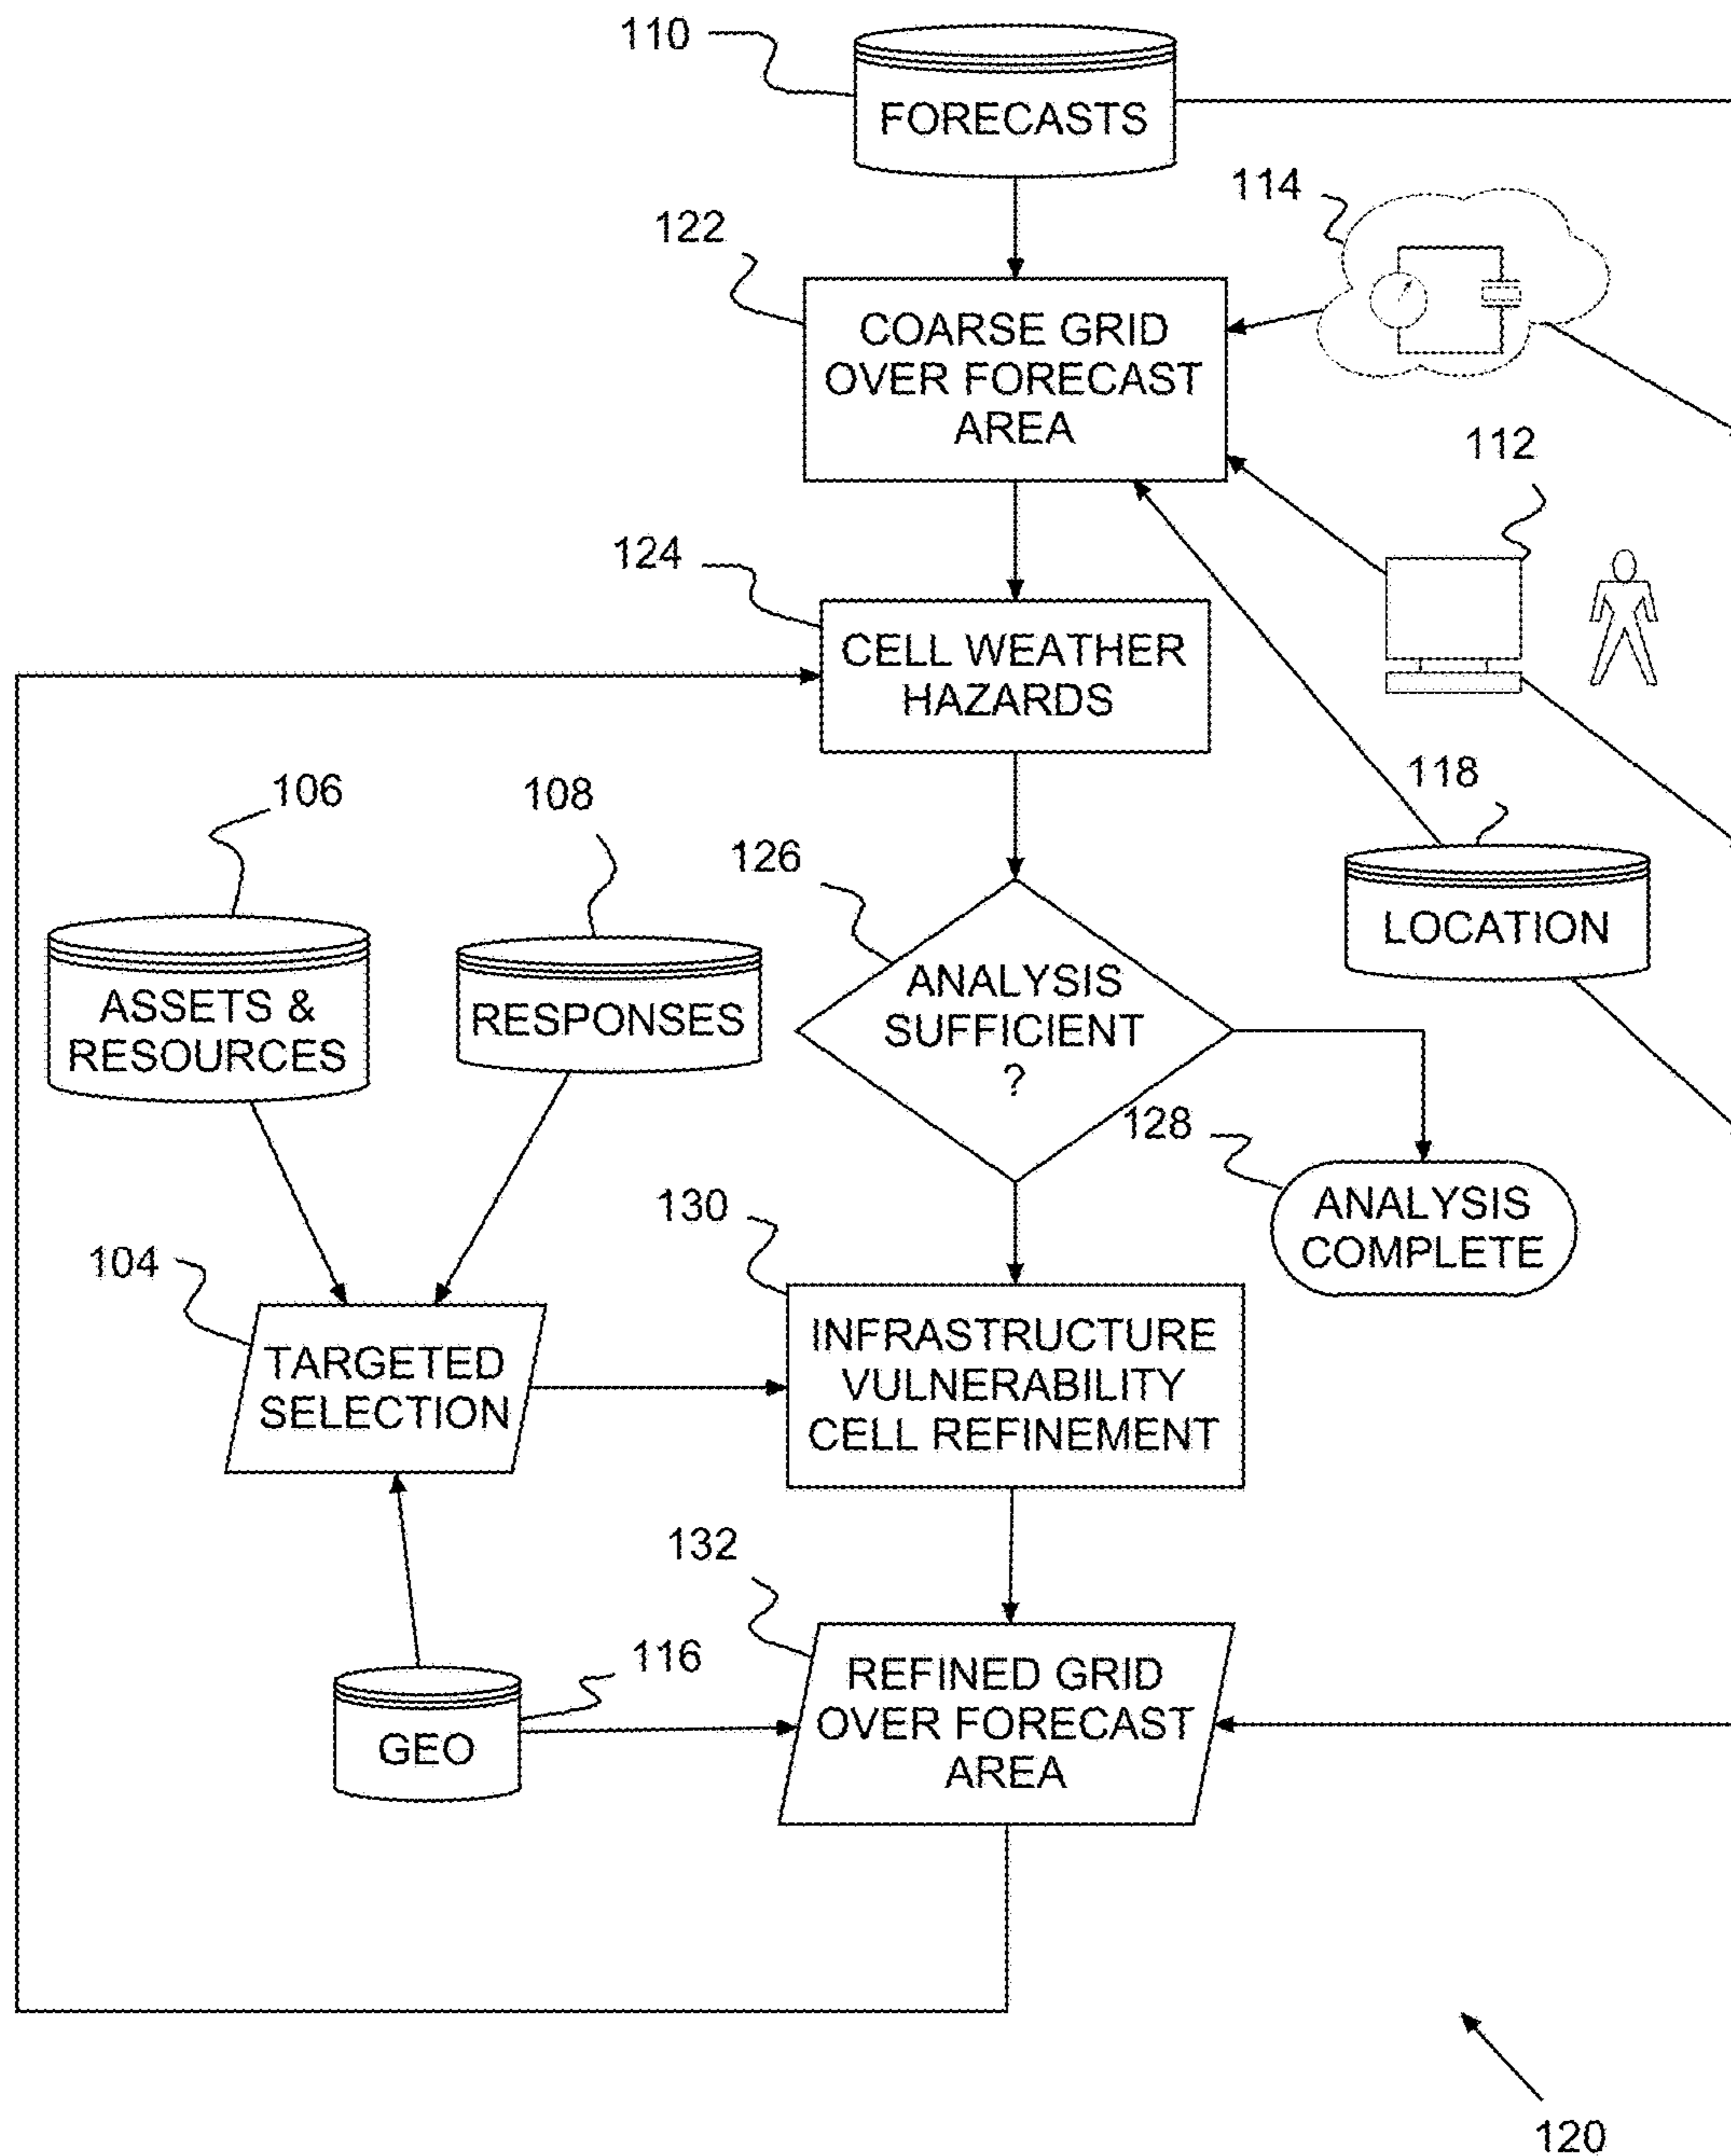 110
FORECASTS
114
122
COARSE GRID
OVER FORECAST
AREA
112
124
CELL WEATHER
HAZARDS
118
106
108
126
LOCATION
ASSETS &
RESOURCES
RESPONSES
ANALYSIS
SUFFICIENT
?
128
ANALYSIS
COMPLETE
130
104
TARGETED
SELECTION
INFRASTRUCTURE
VULNERABILITY
CELL REFINEMENT
132
116
GEO
REFINED GRID
OVER FORECAST
AREA
120